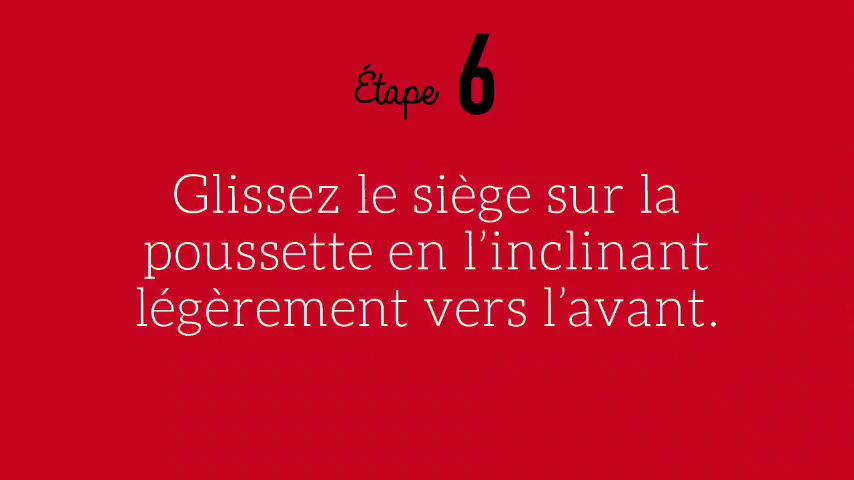 Étape 6
Glissez le siège sur la
poussette en l’inclinant
légèrement vers l’avant.